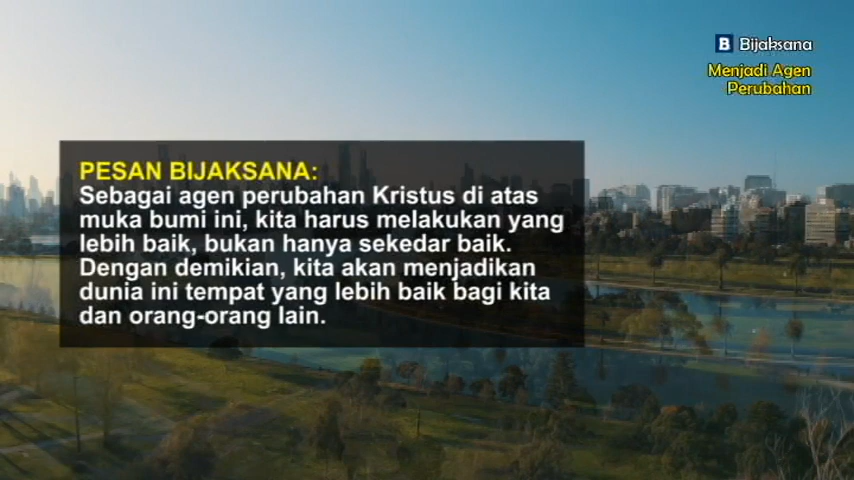 B Bijaksana
Menjadi Agen
Perubahan
PESAN BIJAKSANA:
Sebagai agen perubahan Kristus di atas
muka bumi ini, kita harus melakukan yang
lebih baik, bukan hanya sekedar baik.
Dengan demikian, kita akan menjadikan
dunia ini tempat yang lebih baik bagi kita
dan orang-orang lain.